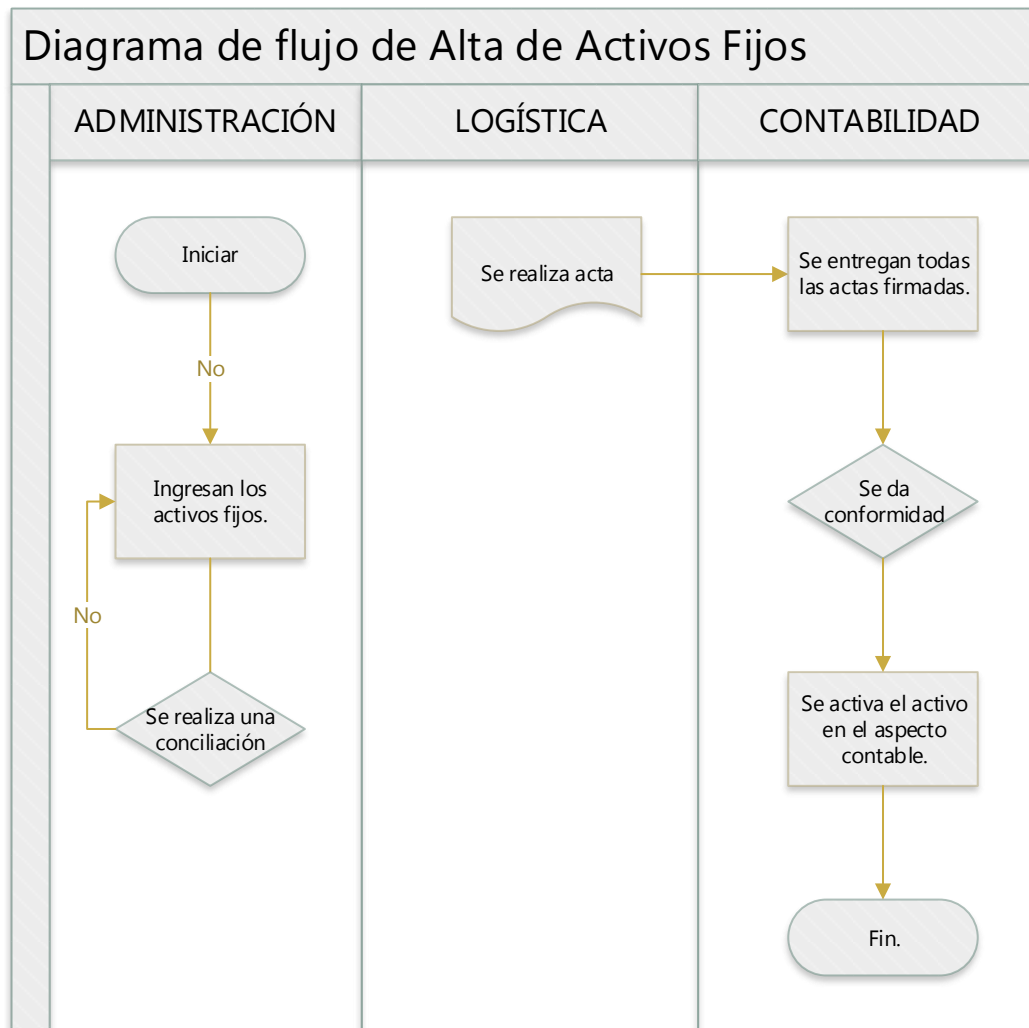 Diagrama de flujo de Alta de Activos Fijos
ADMINISTRACIÓN
LOGÍSTICA
CONTABILIDAD
Iniciar
No
Ingresan los
activos fijos.
No
Se realiza una
conciliación
Se realiza acta
Se entregan todas
las actas firmadas.
Se da
conformidad
Se activa el activo
en el aspecto
contable.
Fin.